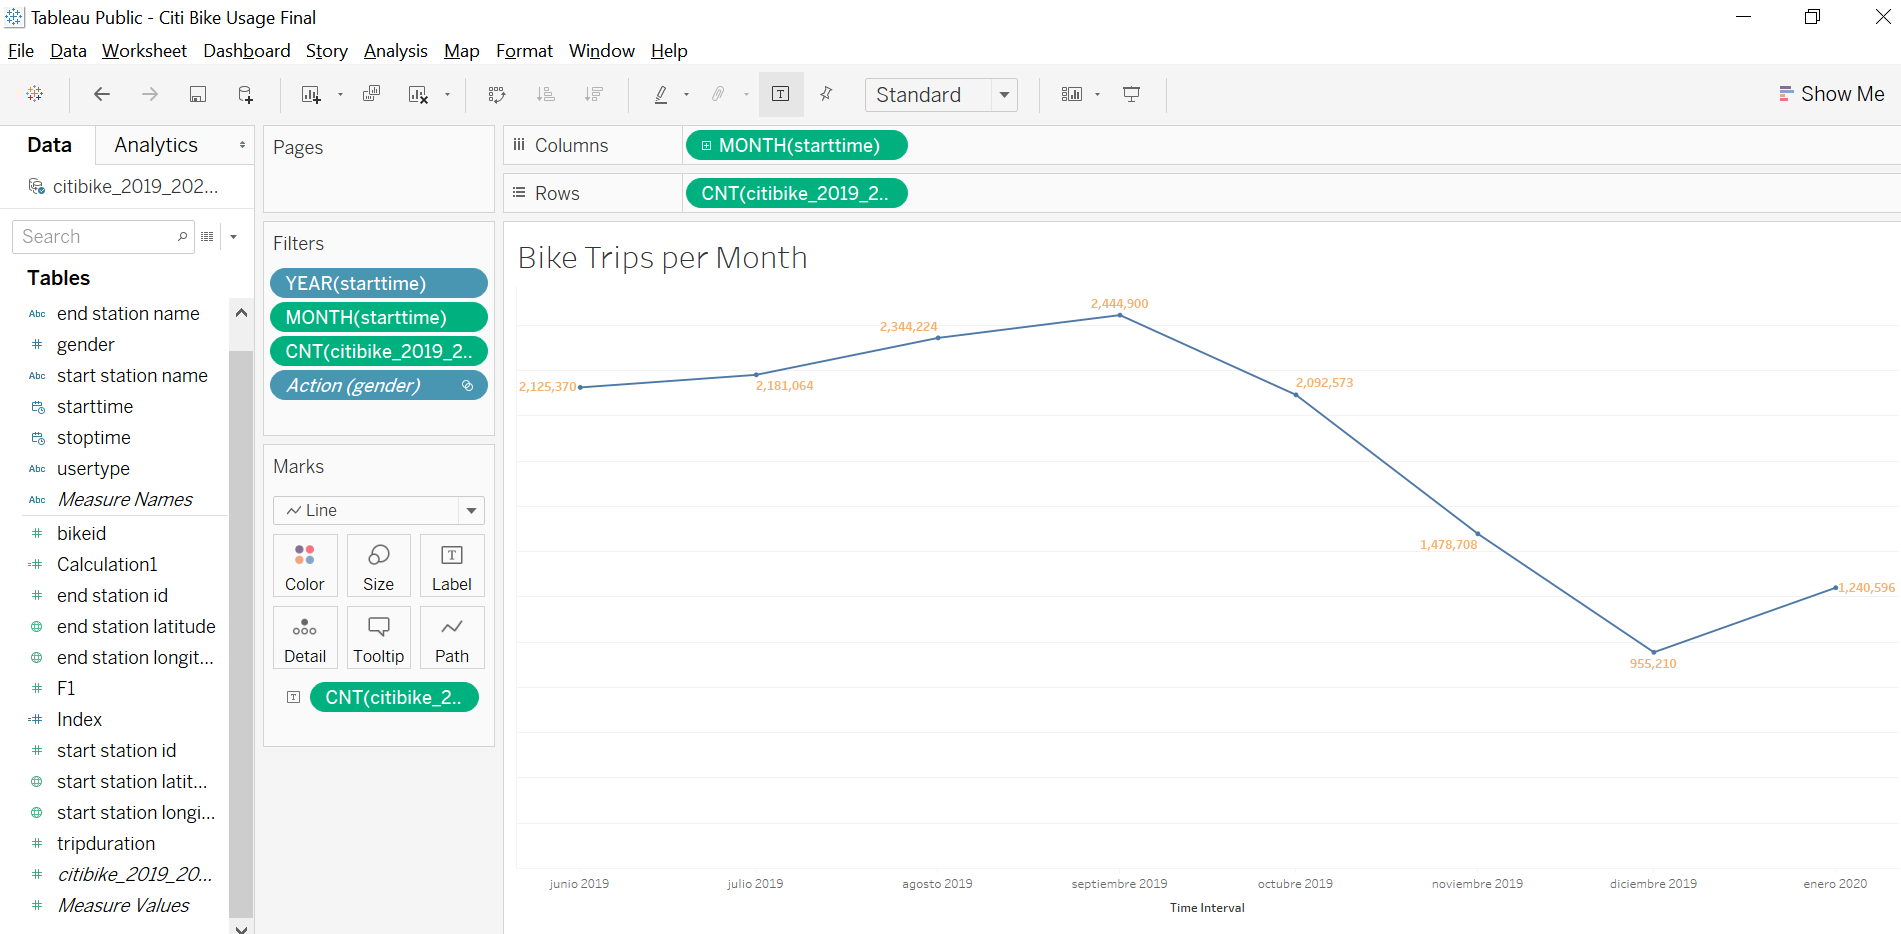 Tableau Public - Citi Bike Usage Final
File Data Worksheet Dashboard Story Analysis Map Format Window Help
Standard
Show Me
Data Analytics
citibike_2019_202...
Search
Tables
Abc end station name
# gender
Abc start station name
starttime
stoptime
Abc usertype
Abc Measure Names
# bikeid
=# Calculation1
# end station id
end station latitude
end station longit...
# F1
=# Index
# start station id
start station latit...
start station longi...
# tripduration
# citibike_2019_20...
# Measure Values
Pages
Filters
YEAR(starttime)
MONTH(starttime)
CNT(citibike_2019_2..
Action (gender)
Marks
Line
Color Size T Label
Detail Tooltip Path
T CNT(citibike_2..
Columns MONTH(starttime)
Rows CNT(citibike_2019_2..
Bike Trips per Month
2,125,370
2,181,064
2,344,224
2,444,900
2,092,573
1,478,708
955,210
1,240,596
junio 2019 julio 2019 agosto 2019 septiembre 2019 octubre 2019 noviembre 2019 diciembre 2019 enero 2020
Time Interval